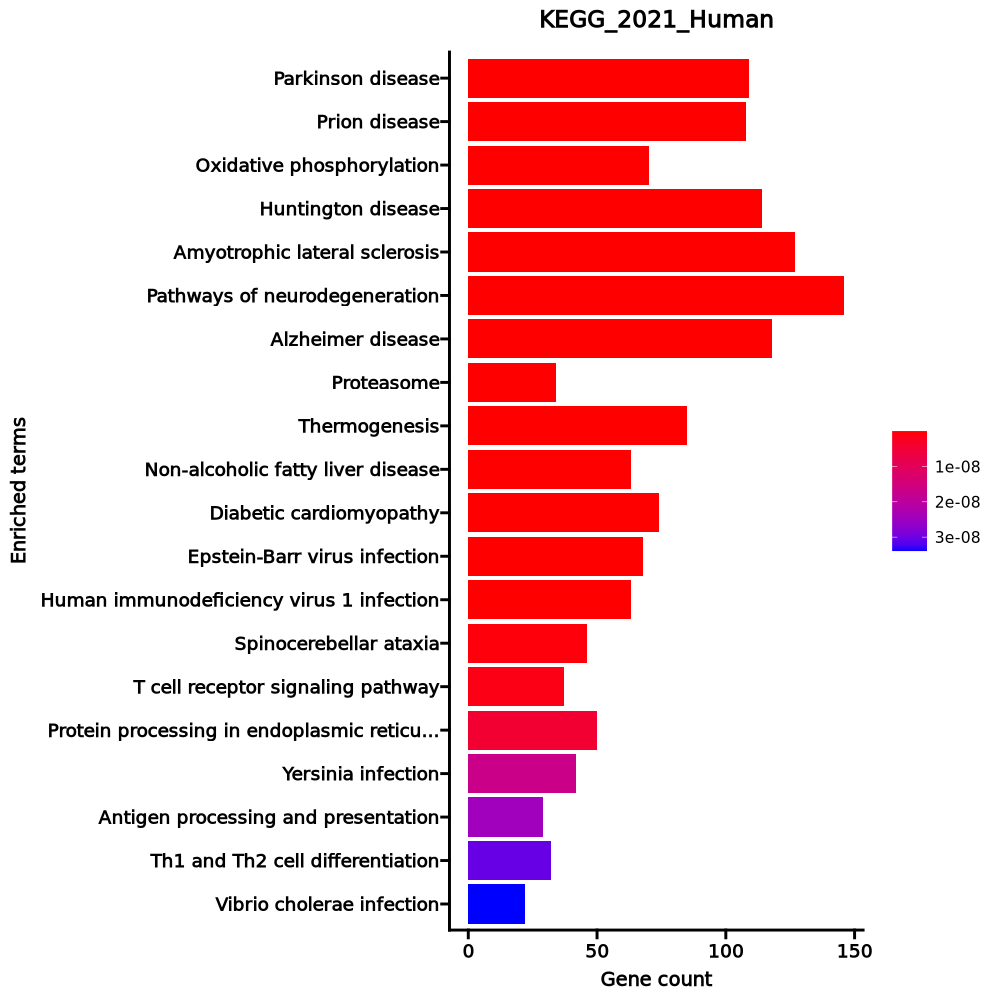 KEGG_2021_Human
Parkinson disease
Prion disease
Oxidative phosphorylation
Huntington disease
Amyotrophic lateral sclerosis
Pathways of neurodegeneration
Alzheimer disease
Proteasome
Thermogenesis
Non-alcoholic fatty liver disease
Diabetic cardiomyopathy
Epstein-Barr virus infection
Human immunodeficiency virus 1 infection
Spinocerebellar ataxia
T cell receptor signaling pathway
Protein processing in endoplasmic reticu...
Yersinia infection
Antigen processing and presentation
Th1 and Th2 cell differentiation
Vibrio cholerae infection
Enriched terms
0 50 100 150
Gene count
1e-08
2e-08
3e-08